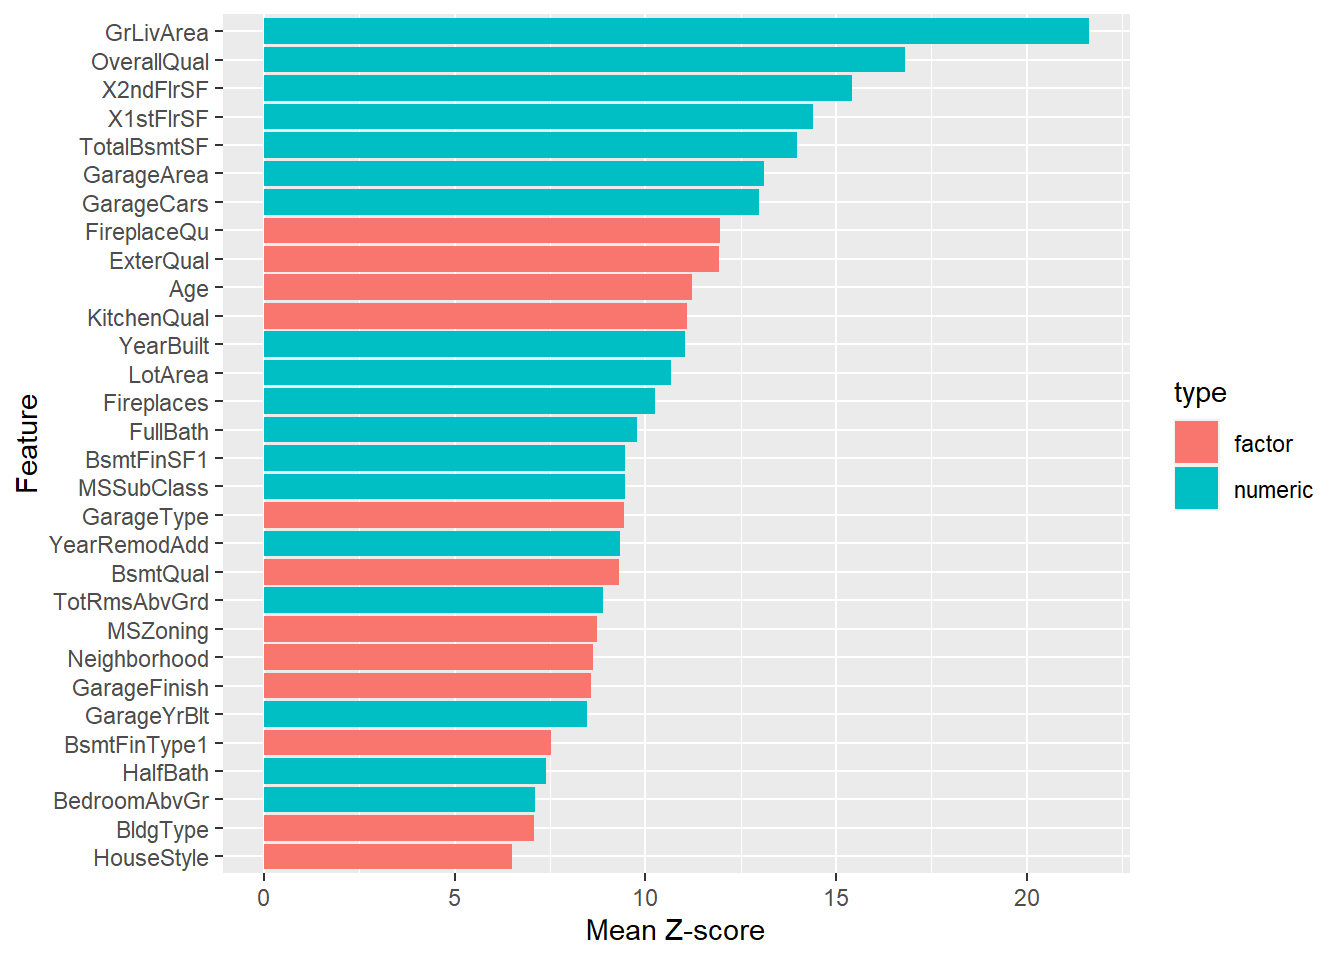 GrLivArea
OverallQual
X2ndFlrSF
X1stFlrSF
TotalBsmtSF
GarageArea
GarageCars
FireplaceQu
ExterQual
Age
KitchenQual
YearBuilt
LotArea
Fireplaces
FullBath
BsmtFinSF1
MSSubClass
GarageType
YearRemodAdd
BsmtQual
TotRmsAbvGrd
MSZoning
Neighborhood
GarageFinish
GarageYrBlt
BsmtFinType1
HalfBath
BedroomAbvGr
BldgType
HouseStyle
Feature
0 5 10 15 20
Mean Z-score
type
factor
numeric